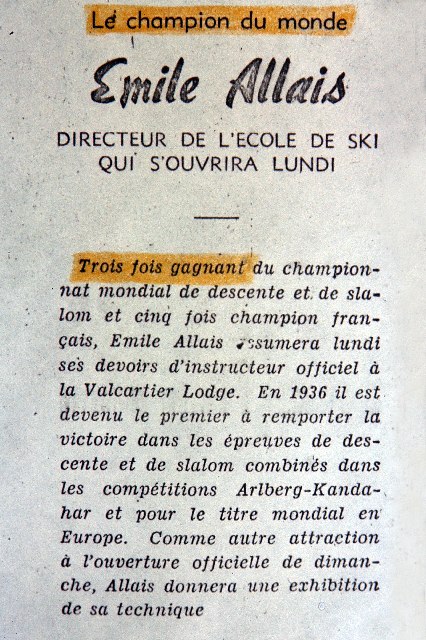 Le champion du monde
Emile Allais
DIRECTEUR DE L'ECOLE DE SKI
QUI S'OUVRIRA LUNDI
Trois fois gagnant du champion-
nat mondial de descente et de sla-
lom et cinq fois champion fran-
çais, Emile Allais assumera lundi
ses devoirs d'instructeur officiel à
la Valcartier Lodge. En 1936 il est
devenu le premier à remporter la
victoire dans les épreuves de des-
cente et de slalom combinés dans
les compétitions Arlberg-Kanda-
har et pour le titre mondial en
Europe. Comme autre attraction
à l'ouverture officielle de diman-
che, Allais donnera une exhibition
de sa technique